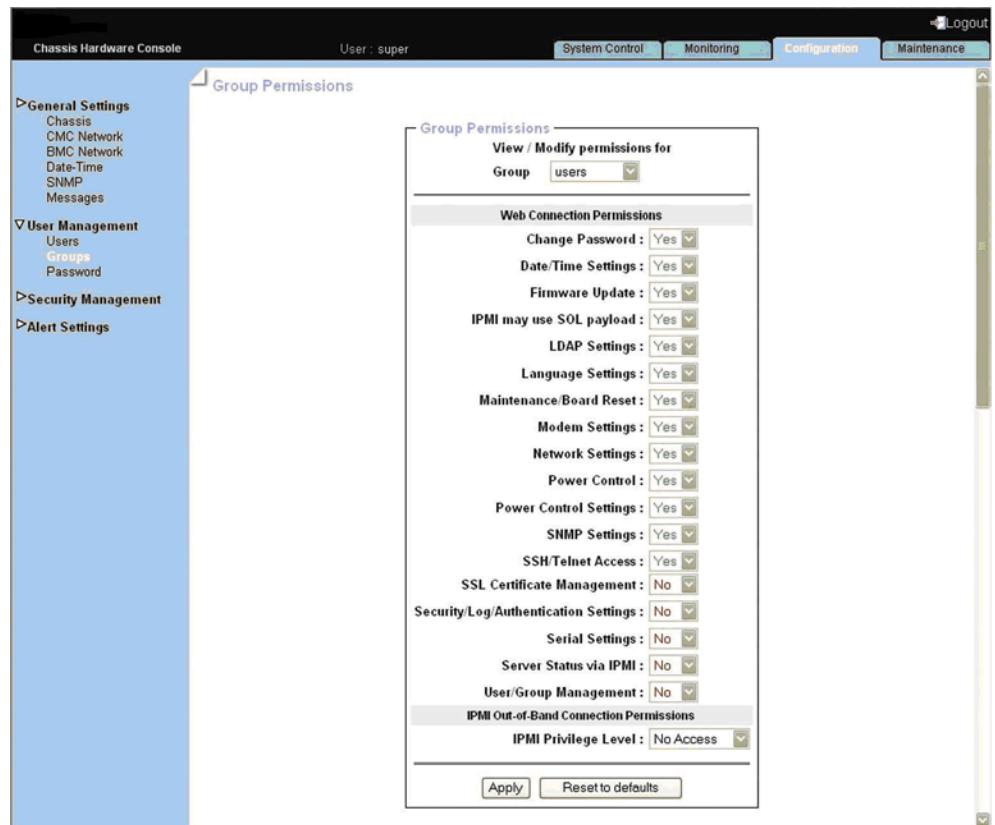 Logout
Chassis Hardware Console
User : super
System Control
Monitoring
Configuration
Maintenance
General Settings
Chassis
CMC Network
BMC Network
Date-Time
SNMP
Messages
User Management
Users
Groups
Password
Security Management
Alert Settings
Group Permissions
Group Permissions
View / Modify permissions for
Group users
Web Connection Permissions
Change Password : Yes
Date/Time Settings : Yes
Firmware Update : Yes
IPMI may use SOL payload : Yes
LDAP Settings : Yes
Language Settings : Yes
Maintenance/Board Reset : Yes
Modem Settings : Yes
Network Settings : Yes
Power Control : Yes
Power Control Settings : Yes
SNMP Settings : Yes
SSH/Telnet Access : Yes
SSL Certificate Management : No
Security/Log/Authentication Settings : No
Serial Settings : No
Server Status via IPMI : No
User/Group Management : No
IPMI Out-of-Band Connection Permissions
IPMI Privilege Level : No Access
Apply
Reset to defaults